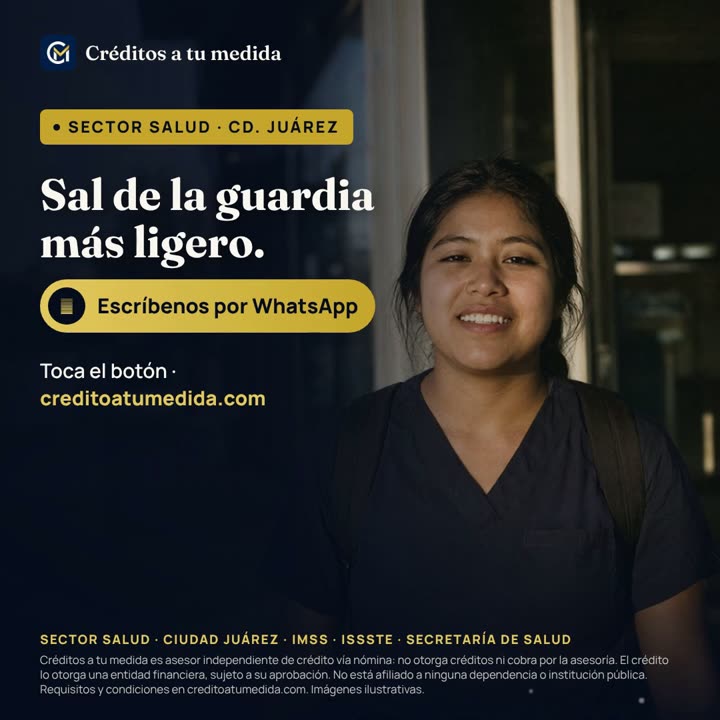 Créditos a tu medida
• SECTOR SALUD · CD. JUÁREZ
Sal de la guardia
más ligero.
Escríbenos por WhatsApp
Toca el botón ·
creditoatumedida.com
SECTOR SALUD · CIUDAD JUÁREZ · IMSS · ISSSTE · SECRETARÍA DE SALUD
Créditos a tu medida es asesor independiente de crédito vía nómina: no otorga créditos ni cobra por la asesoría. El crédito
lo otorga una entidad financiera, sujeto a su aprobación. No está afiliado a ninguna dependencia o institución pública.
Requisitos y condiciones en creditoatumedida.com. Imágenes ilustrativas.